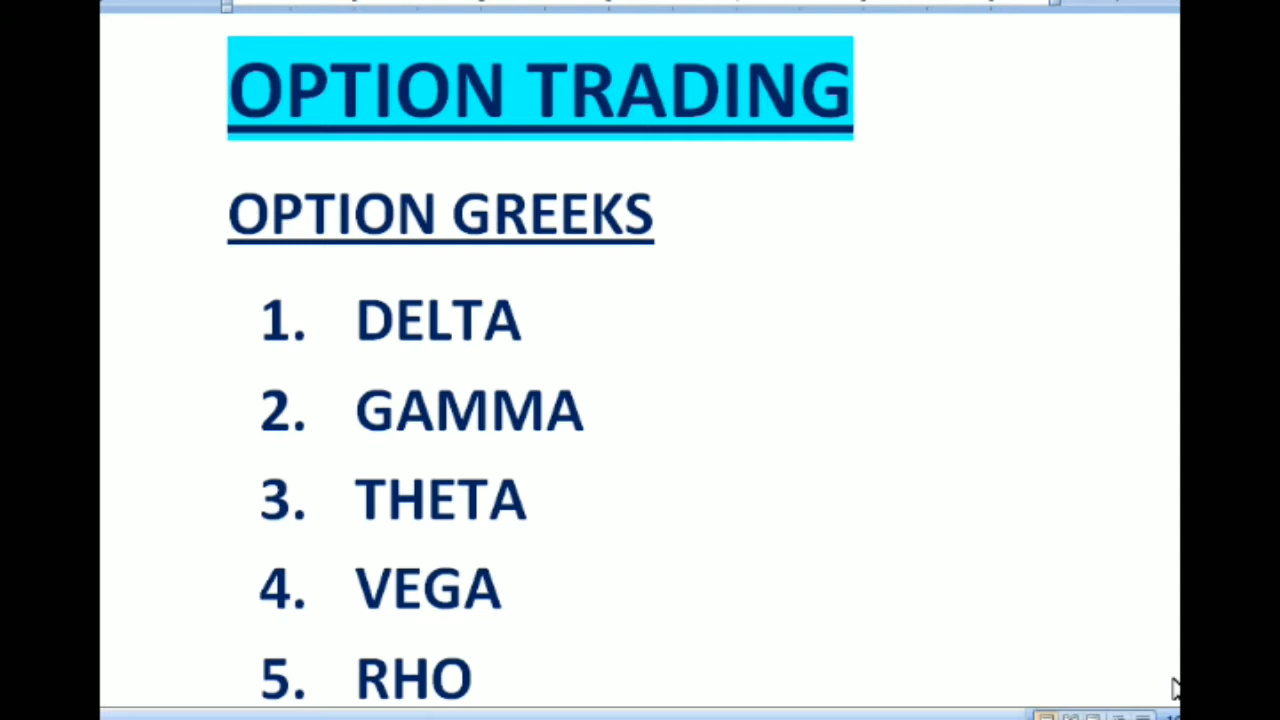 OPTION TRADING
OPTION GREEKS
1. DELTA
2. GAMMA
3. THETA
4. VEGA
5. RHO